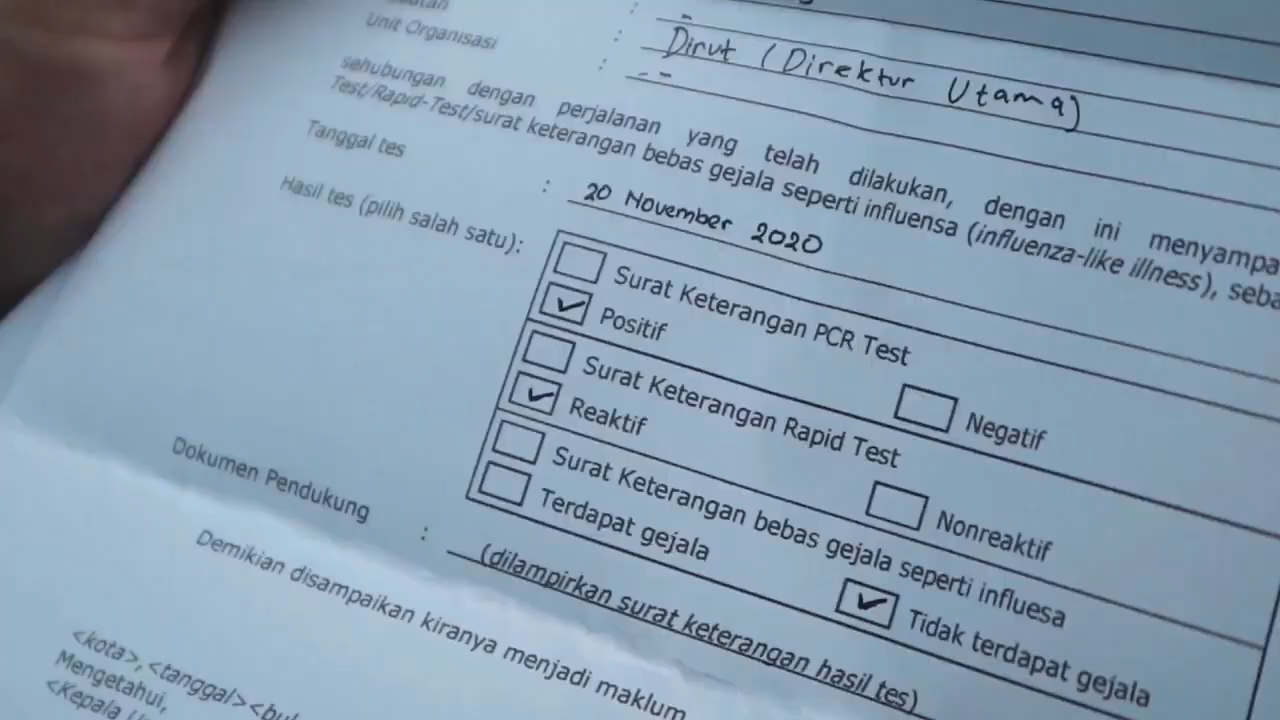 Unit Organisasi : Dirut (Direktur Utama)
: --
sehubungan dengan perjalanan yang telah dilakukan, dengan ini menyampa
Test/Rapid-Test/surat keterangan bebas gejala seperti influensa (influenza-like illness), seba
Tanggal tes : 20 November 2020
Hasil tes (pilih salah satu):
Surat Keterangan PCR Test
✓ Positif Negatif
Surat Keterangan Rapid Test
✓ Reaktif Nonreaktif
Surat Keterangan bebas gejala seperti influesa
Terdapat gejala ✓ Tidak terdapat gejala
Dokumen Pendukung : (dilampirkan surat keterangan hasil tes)
Demikian disampaikan kiranya menjadi maklum
<kota>, <tanggal><bul
Mengetahui,
<Kepala U